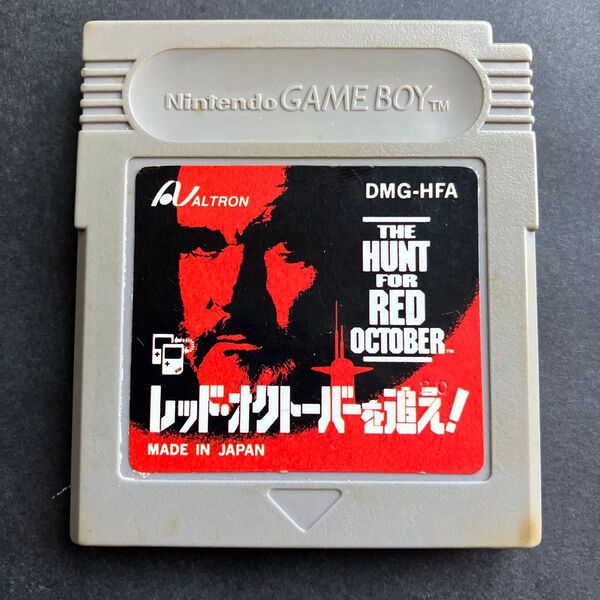 Nintendo GAME BOY TM
ALTRON
DMG-HFA
THE
HUNT
FOR
RED
OCTOBER TM
レッド・オクトーバーを追え!
MADE IN JAPAN